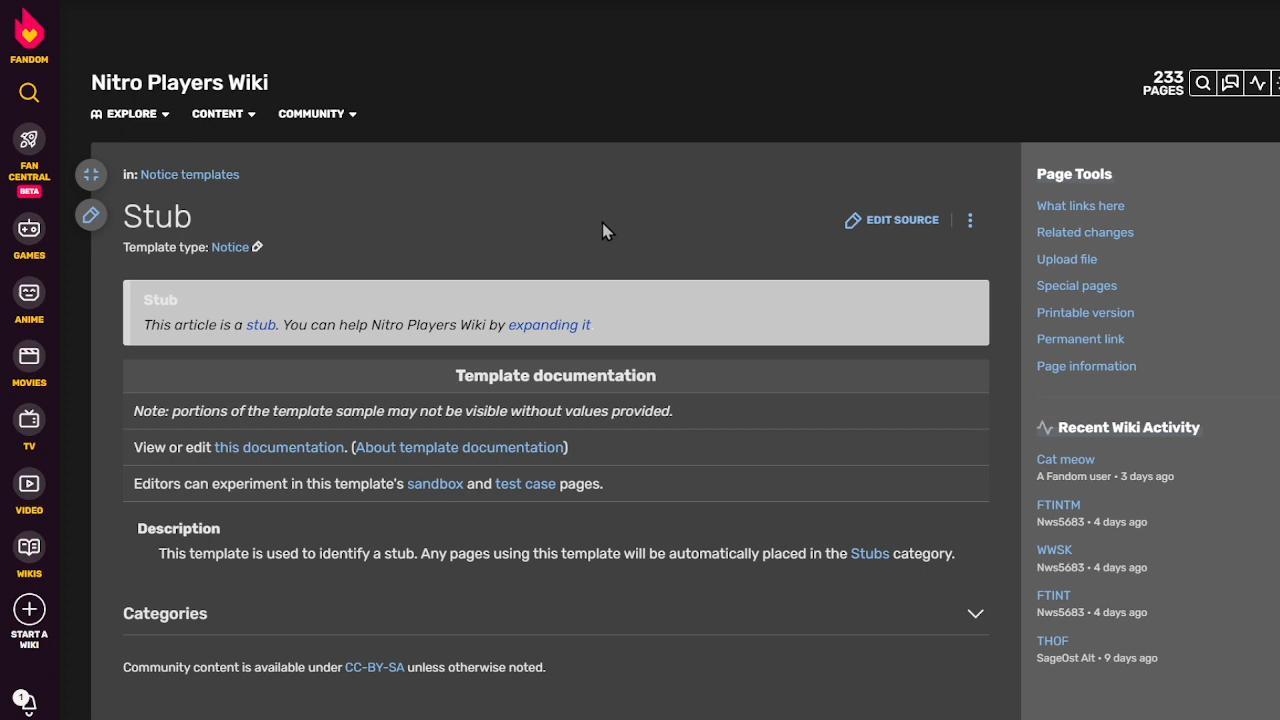 FANDOM
FAN
CENTRAL
BETA
GAMES
ANIME
MOVIES
TV
VIDEO
WIKIS
START A
WIKI
1
Nitro Players Wiki
233
PAGES
EXPLORE
CONTENT
COMMUNITY
in: Notice templates
Stub
EDIT SOURCE
Template type: Notice
Stub
This article is a stub. You can help Nitro Players Wiki by expanding it.
Template documentation
Note: portions of the template sample may not be visible without values provided.
View or edit this documentation. (About template documentation)
Editors can experiment in this template's sandbox and test case pages.
Description
This template is used to identify a stub. Any pages using this template will be automatically placed in the Stubs category.
Categories
Community content is available under CC-BY-SA unless otherwise noted.
Page Tools
What links here
Related changes
Upload file
Special pages
Printable version
Permanent link
Page information
Recent Wiki Activity
Cat meow
A Fandom user • 3 days ago
FTINTM
Nws5683 • 4 days ago
WWSK
Nws5683 • 4 days ago
FTINT
Nws5683 • 4 days ago
THOF
SageOst Alt • 9 days ago